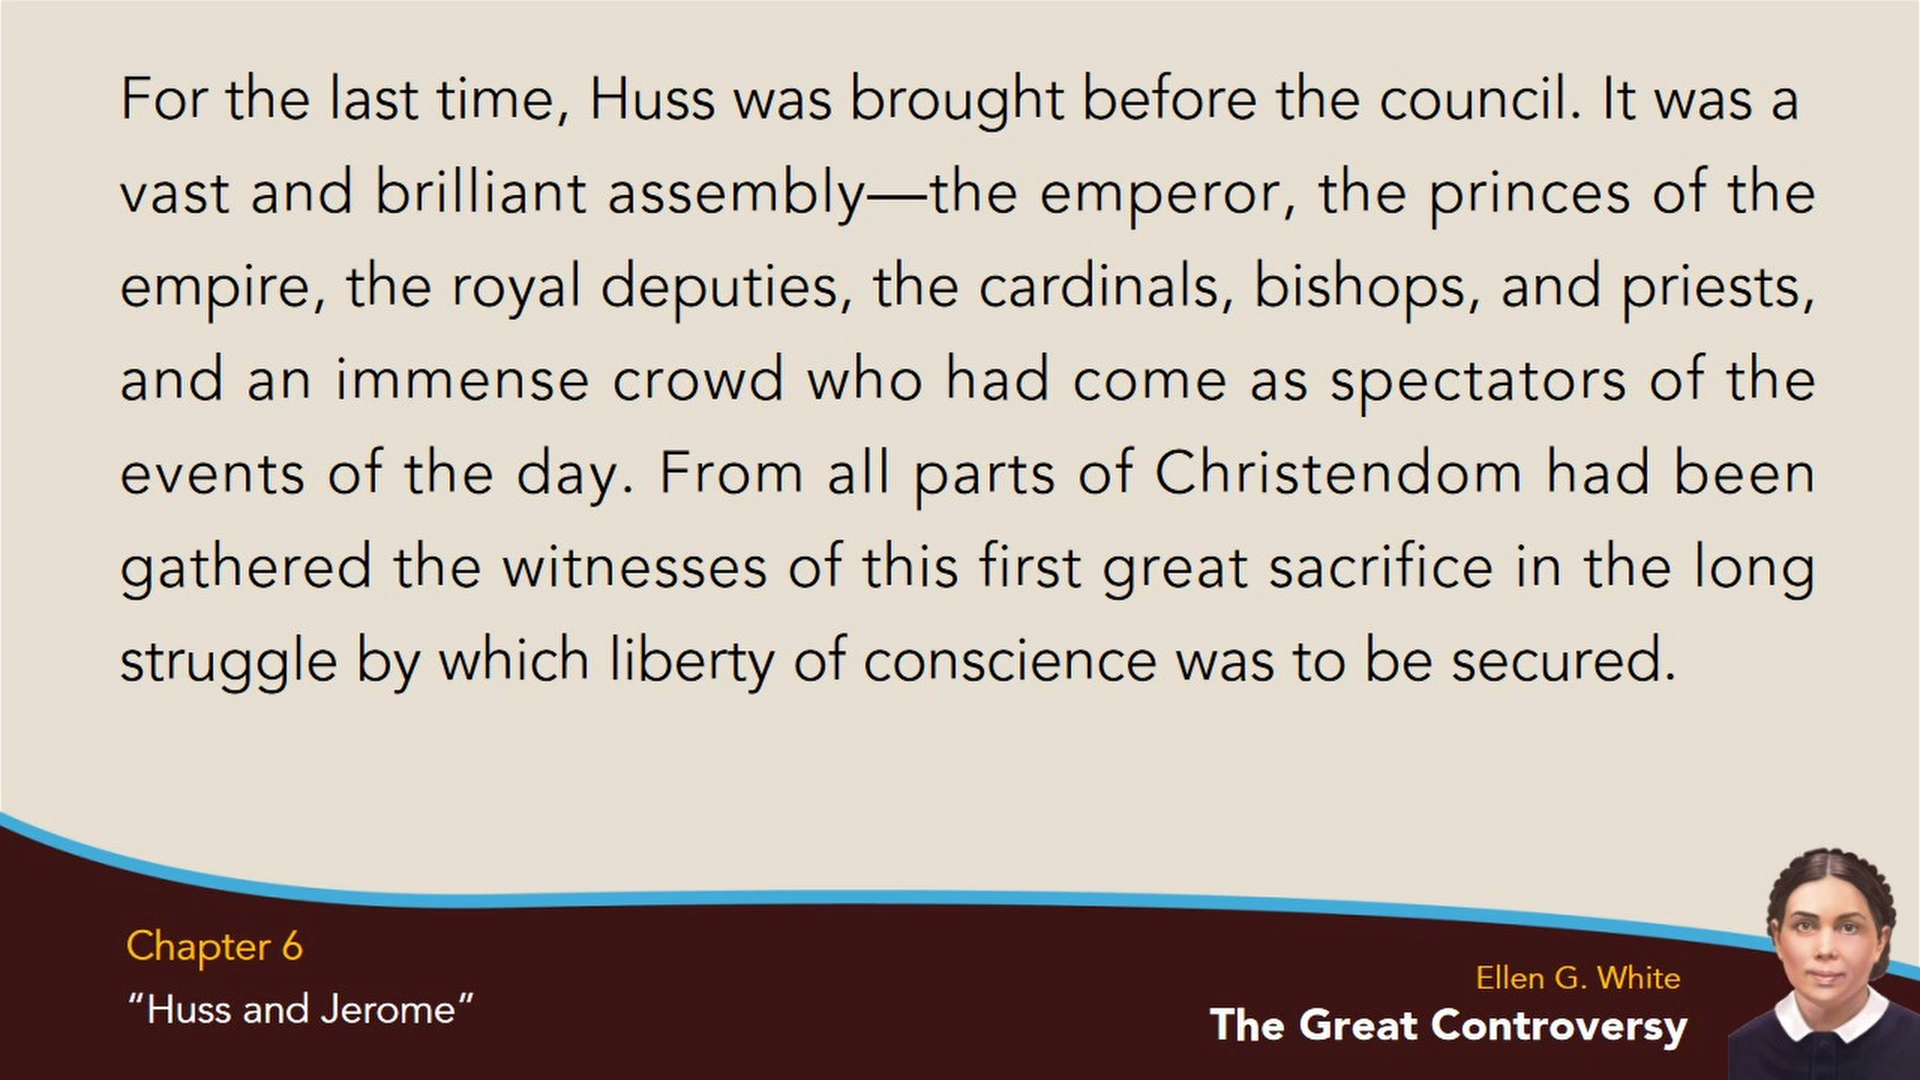 For the last time, Huss was brought before the council. It was a
vast and brilliant assembly—the emperor, the princes of the
empire, the royal deputies, the cardinals, bishops, and priests,
and an immense crowd who had come as spectators of the
events of the day. From all parts of Christendom had been
gathered the witnesses of this first great sacrifice in the long
struggle by which liberty of conscience was to be secured.
Chapter 6
“Huss and Jerome”
Ellen G. White
The Great Controversy